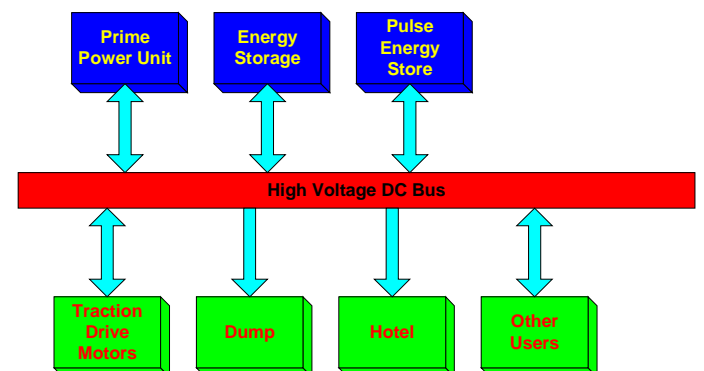 Prime
Power Unit
Energy
Storage
Pulse
Energy
Store
High Voltage DC Bus
Traction
Drive
Motors
Dump
Hotel
Other
Users